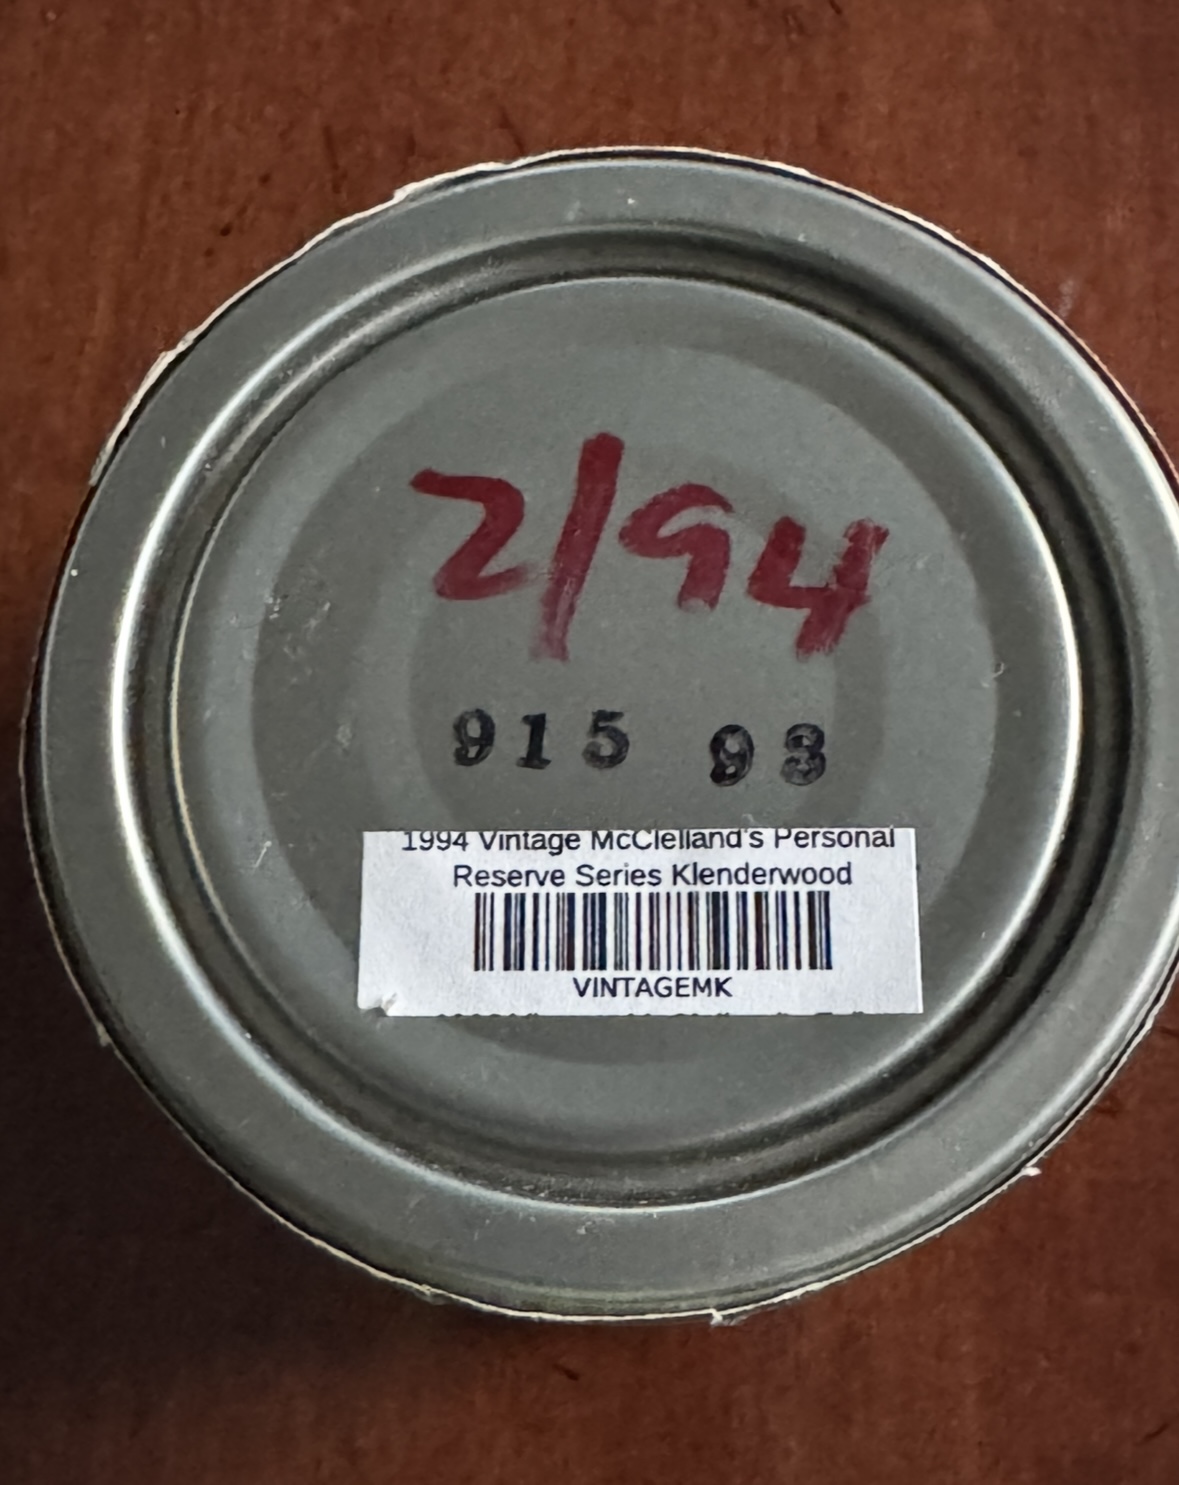 2/94
915 93
1994 Vintage McClelland's Personal
Reserve Series Klenderwood
VINTAGEMK